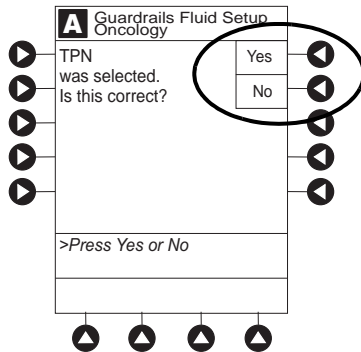 A Guardrails Fluid Setup
Oncology
TPN
was selected.
Is this correct?
Yes
No
>Press Yes or No